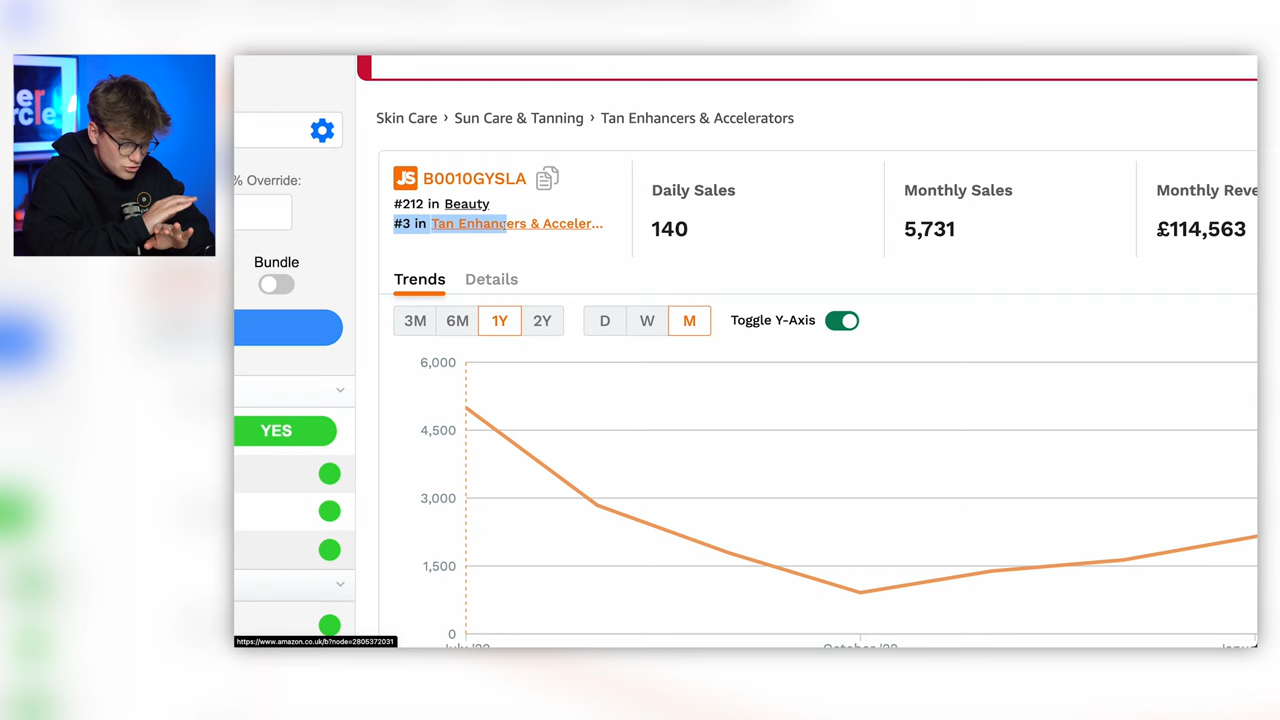 er
rcle
% Override:
Bundle
YES
Skin Care › Sun Care & Tanning › Tan Enhancers & Accelerators
JS B0010GYSLA
#212 in Beauty
#3 in Tan Enhancers & Acceler...
Daily Sales
140
Monthly Sales
5,731
Monthly Reve
£114,563
Trends Details
3M 6M 1Y 2Y D W M Toggle Y-Axis
6,000
4,500
3,000
1,500
0
https://www.amazon.co.uk/b?node=2805372031